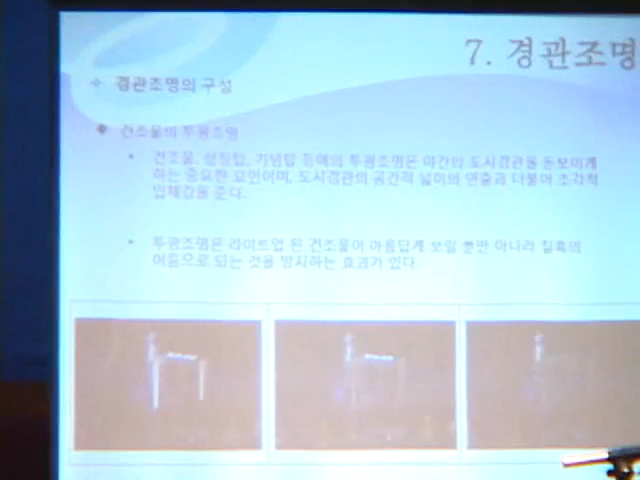 7. 경관조명
경관조명의 구성
건조물의 투광조명
건조물, 상징탑, 기념탑 등에의 투광조명은 야간의 도시경관을 돋보이게
하는 중요한 요인이며, 도시경관의 공간적 넓이의 연출과 더불어 조각적
입체감을 준다.
투광조명은 라이트업 된 건조물이 아름답게 보일 뿐만 아니라 칠흑의
어둠으로 되는 것을 방지하는 효과가 있다.